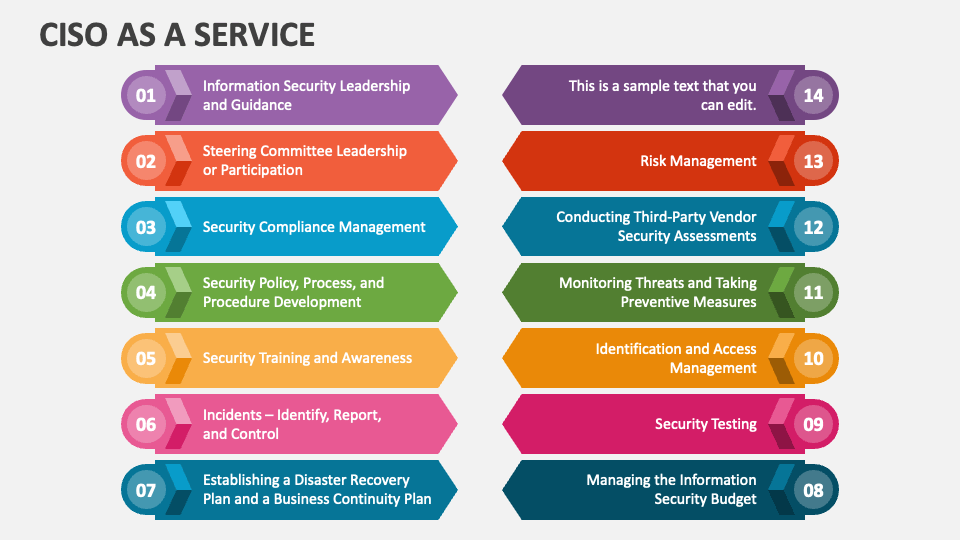 CISO AS A SERVICE
01
Information Security Leadership
and Guidance
02
Steering Committee Leadership
or Participation
03
Security Compliance Management
04
Security Policy, Process, and
Procedure Development
05
Security Training and Awareness
06
Incidents – Identify, Report,
and Control
07
Establishing a Disaster Recovery
Plan and a Business Continuity Plan
This is a sample text that you
can edit.
14
Risk Management
13
Conducting Third-Party Vendor
Security Assessments
12
Monitoring Threats and Taking
Preventive Measures
11
Identification and Access
Management
10
Security Testing
09
Managing the Information
Security Budget
08